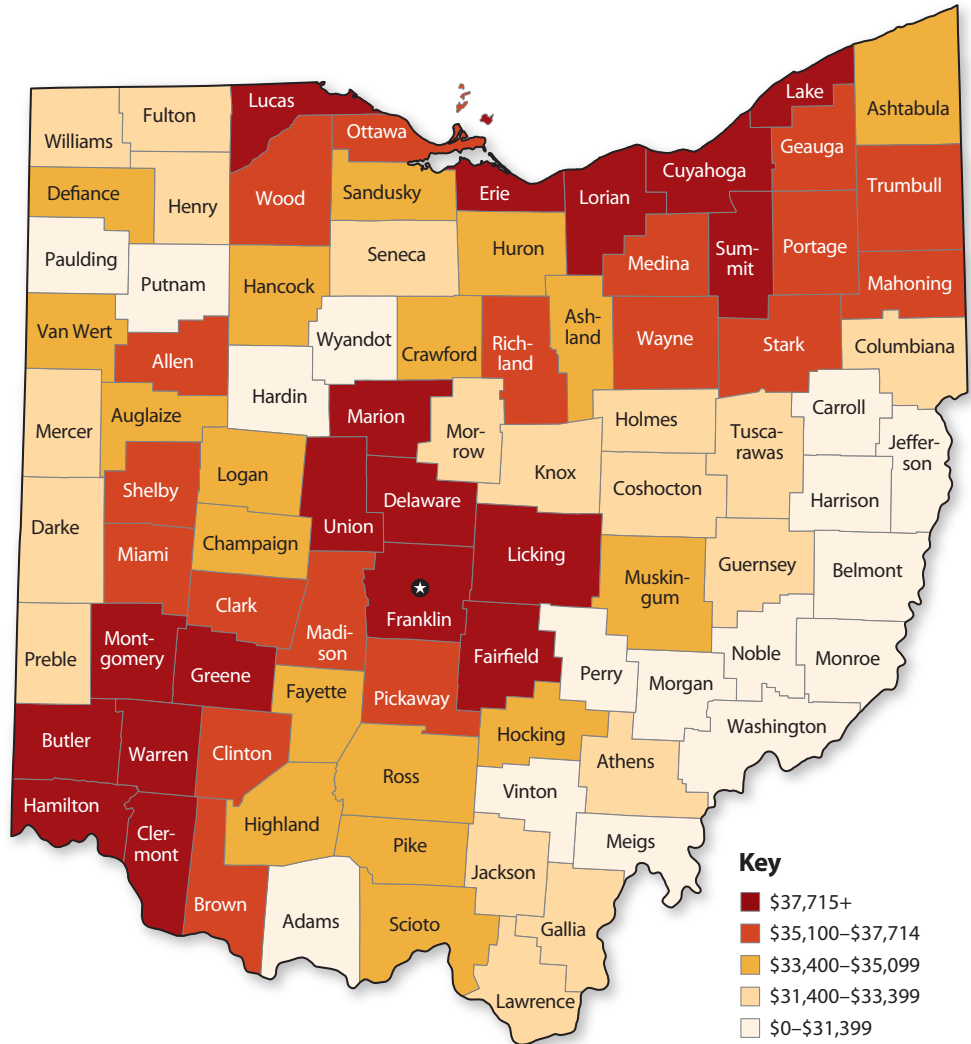 Lake
Ashtabula
Lucas
Fulton
Williams
Ottawa
Geauga
Cuyahoga
Trumbull
Defiance
Henry
Wood
Sandusky
Erie
Lorian
Paulding
Putnam
Hancock
Seneca
Huron
Medina
Sum-
mit
Portage
Mahoning
Van Wert
Allen
Wyandot
Crawford
Rich-
land
Ash-
land
Wayne
Stark
Columbiana
Hardin
Marion
Mercer
Auglaize
Mor-
row
Holmes
Tusca-
rawas
Carroll
Jeffer-
son
Knox
Coshocton
Harrison
Shelby
Logan
Union
Delaware
Darke
Miami
Champaign
Licking
Guernsey
Belmont
Muskin-
gum
Clark
Franklin
Madi-
son
Preble
Mont-
gomery
Greene
Fairfield
Perry
Morgan
Noble
Monroe
Fayette
Pickaway
Washington
Butler
Warren
Clinton
Hocking
Athens
Ross
Hamilton
Vinton
Cler-
mont
Highland
Pike
Meigs
Jackson
Brown
Adams
Scioto
Gallia
Lawrence
Key
$37,715+
$35,100–$37,714
$33,400–$35,099
$31,400–$33,399
$0–$31,399